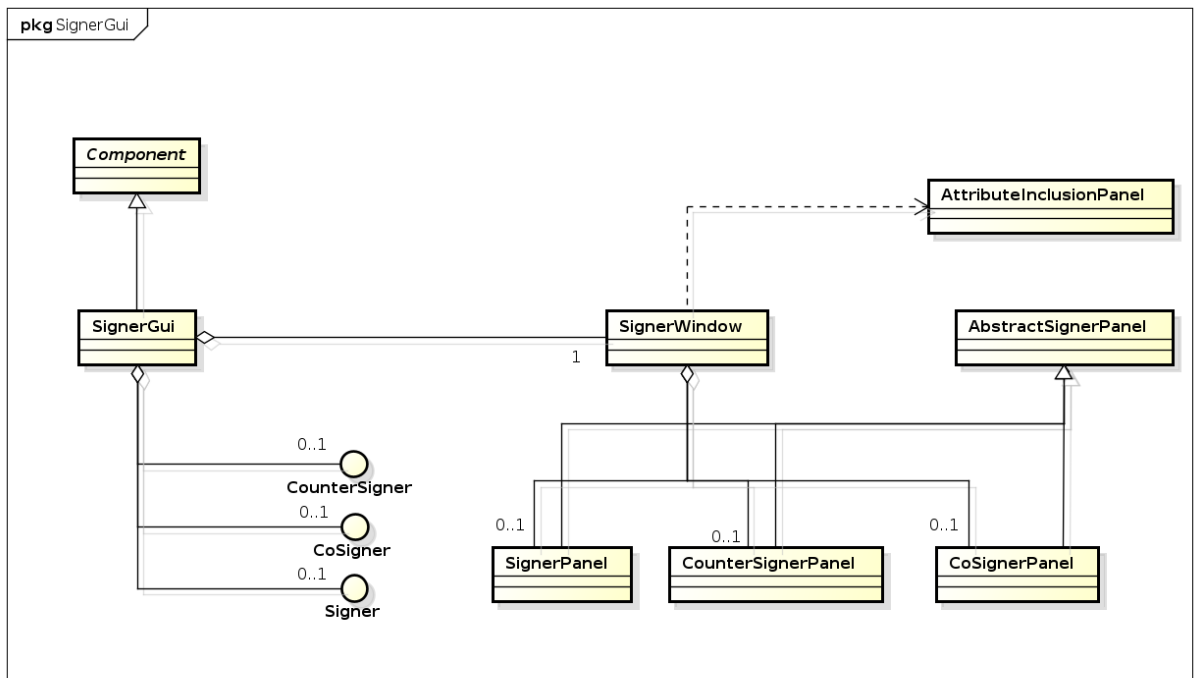 pkg SignerGui
Component
AttributeInclusionPanel
SignerGui
SignerWindow
AbstractSignerPanel
1
0..1
CounterSigner
0..1
CoSigner
0..1
Signer
0..1
0..1
0..1
SignerPanel
CounterSignerPanel
CoSignerPanel